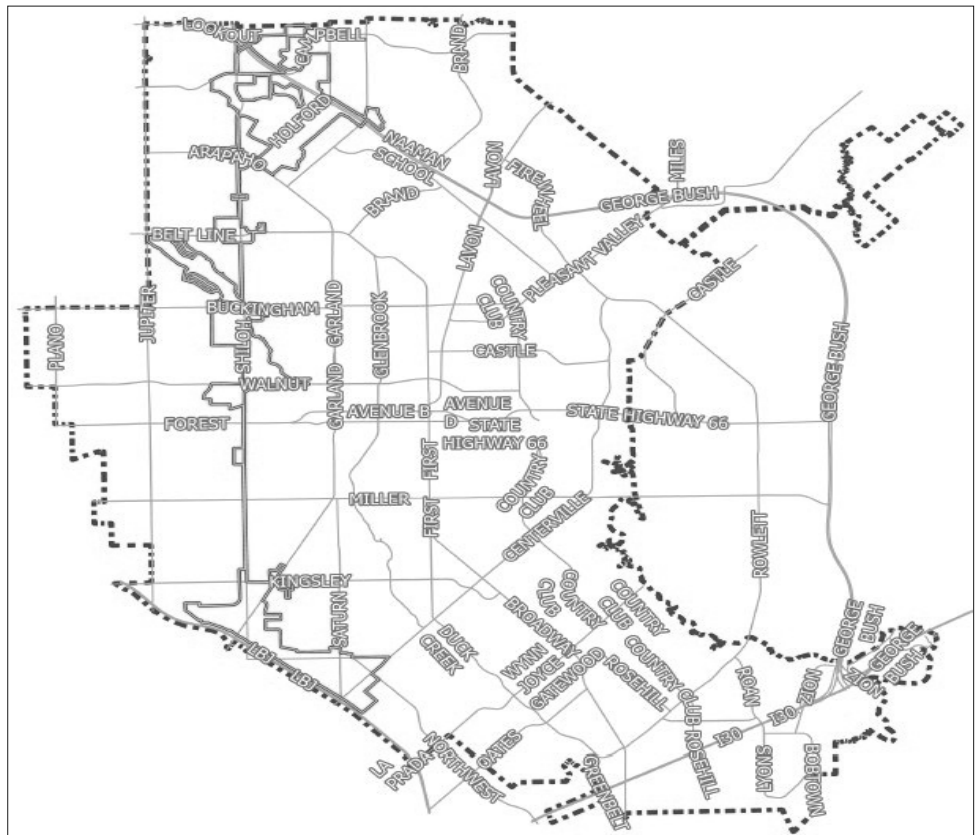 LOOKOUT
CAMPBELL
BRAND
HOLFORD
NAAMAN
SCHOOL
ARAPAHO
LAVON
FIREWHEEL
MILES
GEORGE BUSH
BRAND
BELT LINE
LAVON
PLEASANT VALLEY
CASTLE
JUPITER
BUCKINGHAM
GARLAND
GLENBROOK
COUNTRY
CLUB
PLANO
SHILOH
CASTLE
GEORGE BUSH
WALNUT
GARLAND
AVENUE B
AVENUE
D
STATE HIGHWAY 66
FOREST
STATE
HIGHWAY 66
FIRST
COUNTRY
CLUB
MILLER
FIRST
CENTERVILLE
ROWLETT
KINGSLEY
SATURN
BROADWAY
COUNTRY
CLUB
COUNTRY
CLUB
DUCK
CREEK
WYNN
JOYCE
GATEWOOD
ROSEHILL
COUNTRY CLUB
ROAN
ZION
GEORGE
BUSH
GEORGE
BUSH
ZION
LBJ
LBJ
I30
I30
LA
PRADA
NORTHWEST
OATES
GREENBELT
ROSEHILL
LYONS
BOBTOWN